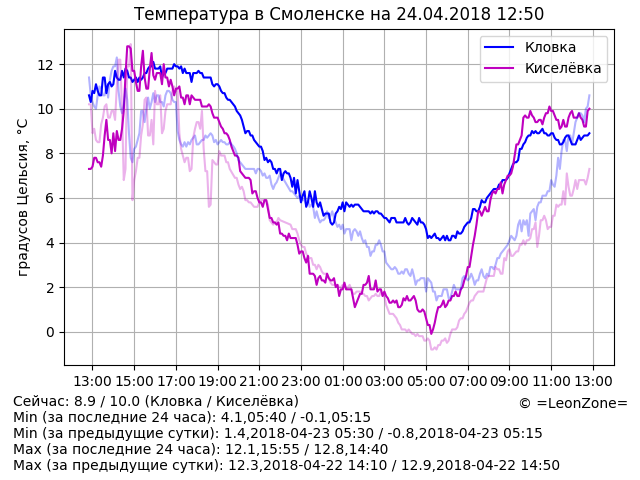 Температура в Смоленске на 24.04.2018 12:50
Кловка
Киселёвка
градусов Цельсия, °C
12
10
8
6
4
2
0
13:00 15:00 17:00 19:00 21:00 23:00 01:00 03:00 05:00 07:00 09:00 11:00 13:00
Сейчас: 8.9 / 10.0 (Кловка / Киселёвка)
© =LeonZone=
Min (за последние 24 часа): 4.1,05:40 / -0.1,05:15
Min (за предыдущие сутки): 1.4,2018-04-23 05:30 / -0.8,2018-04-23 05:15
Max (за последние 24 часа): 12.1,15:55 / 12.8,14:40
Max (за предыдущие сутки): 12.3,2018-04-22 14:10 / 12.9,2018-04-22 14:50